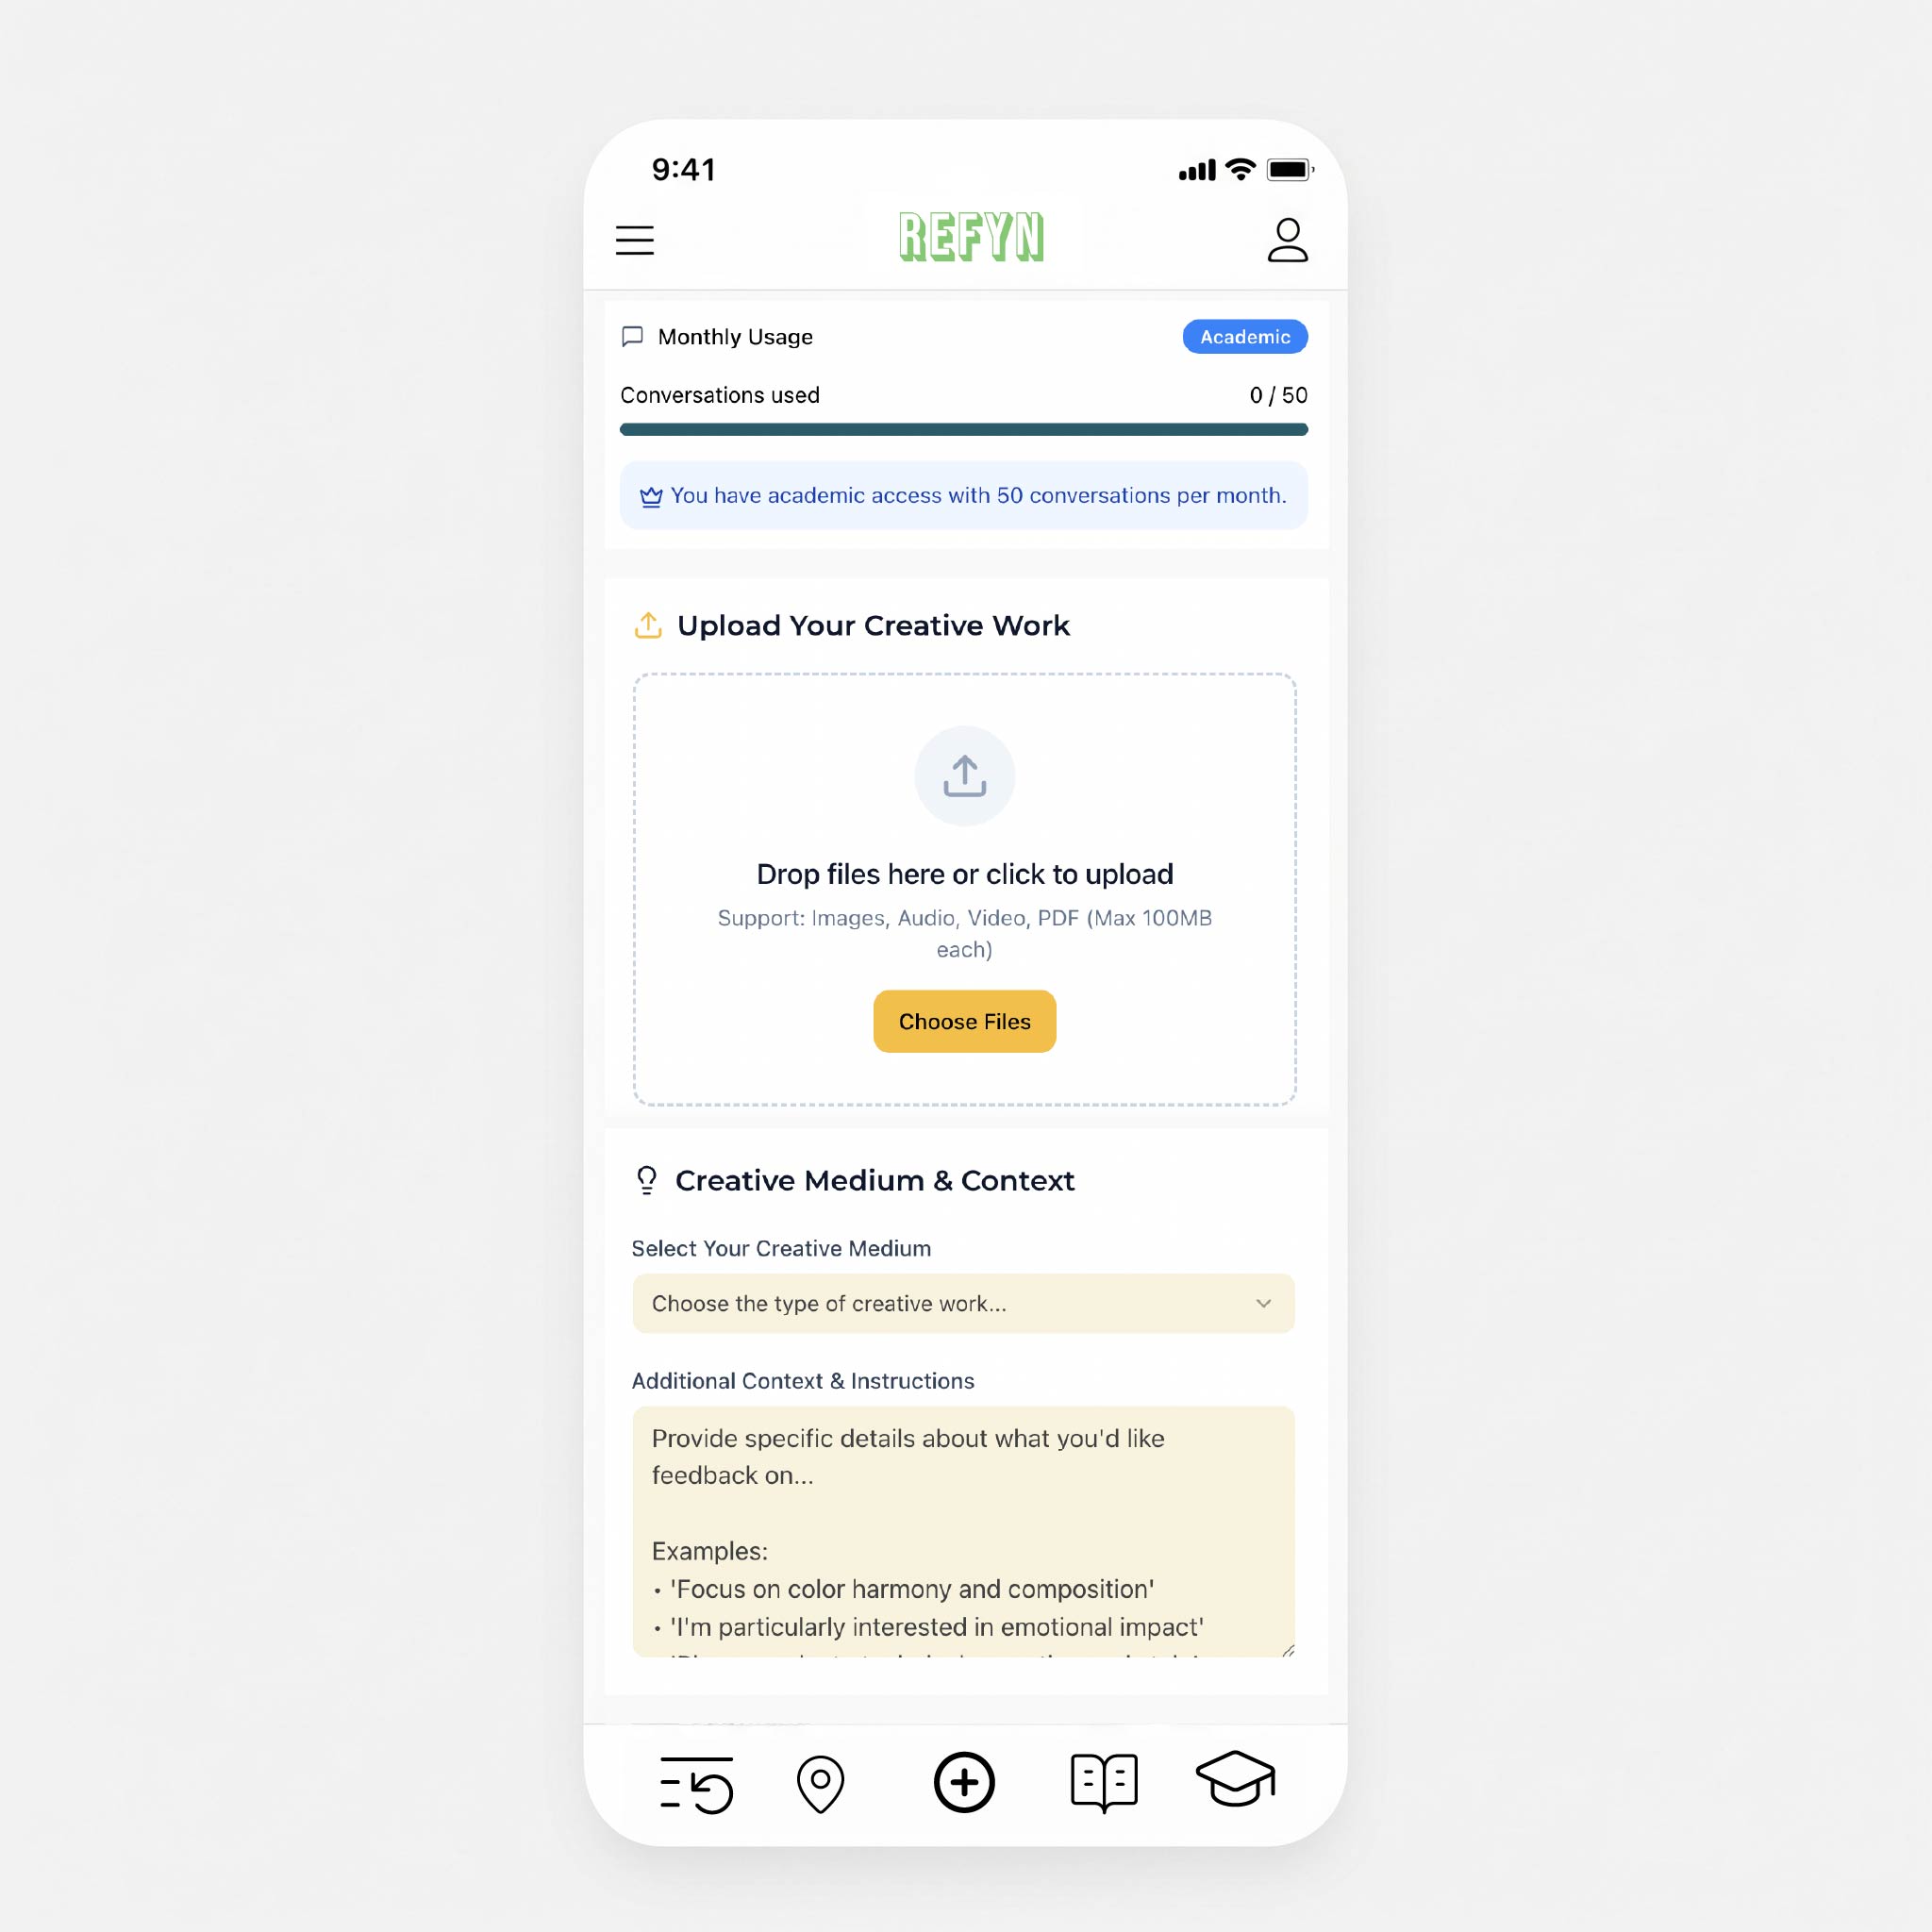 9:41
REFYN
Monthly Usage
Academic
Conversations used
0 / 50
You have academic access with 50 conversations per month.
Upload Your Creative Work
Drop files here or click to upload
Support: Images, Audio, Video, PDF (Max 100MB
each)
Choose Files
Creative Medium & Context
Select Your Creative Medium
Choose the type of creative work...
Additional Context & Instructions
Provide specific details about what you'd like
feedback on...
Examples:
• 'Focus on color harmony and composition'
• 'I'm particularly interested in emotional impact'